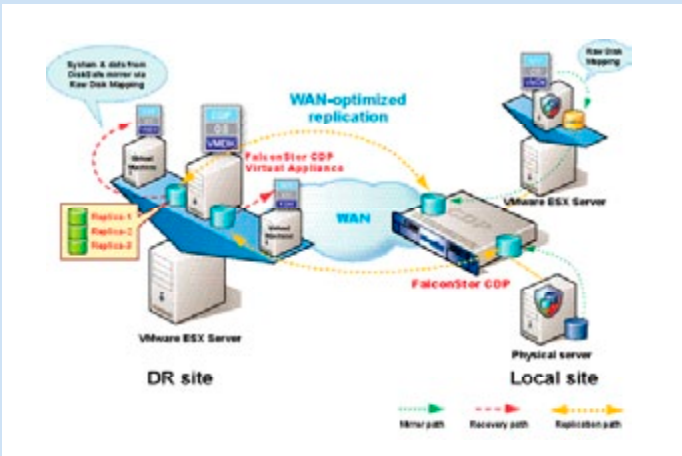 System & data from
DiskSafe mirror via
Raw Disk Mapping
Raw Disk
Mapping
WAN-optimized
replication
CDP
OS
VMDK
FalconStor CDP
Virtual Appliance
Virtual
Machine
Virtual
Machine
Replica-1
Replica-2
Replica-3
WAN
CDP
VMware ESX Server
FalconStor CDP
VMware ESX Server
Physical server
DR site
Local site
Mirror path
Recovery path
Replication path